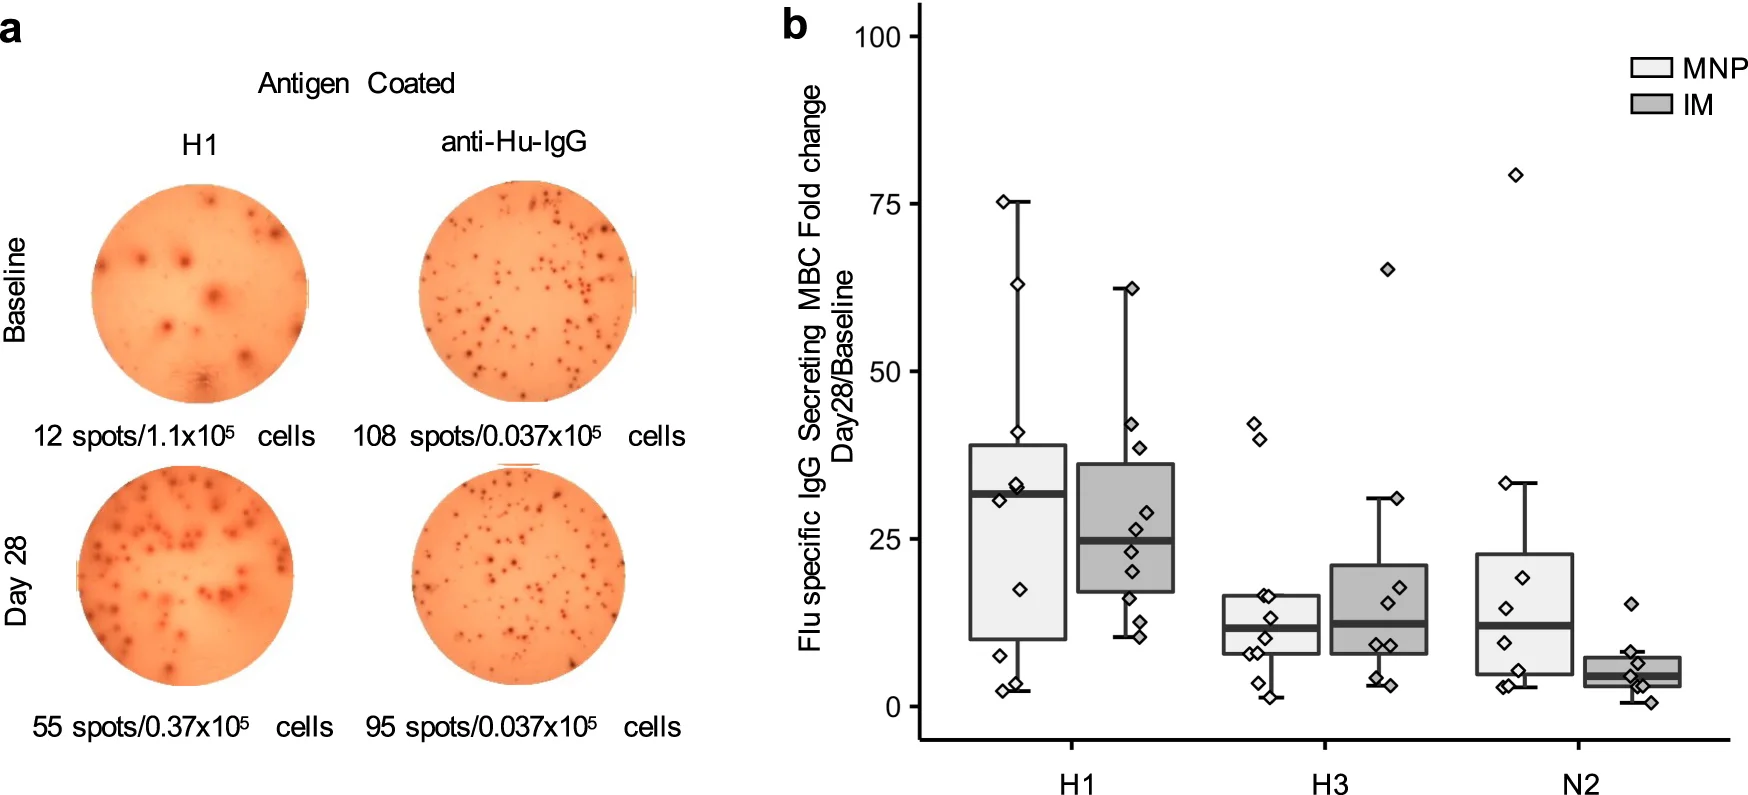 a
Antigen Coated
H1
anti-Hu-IgG
Baseline
12 spots/1.1x10⁵ cells
108 spots/0.037x10⁵ cells
Day 28
55 spots/0.37x10⁵ cells
95 spots/0.037x10⁵ cells
b
Flu specific IgG Secreting MBC Fold change
Day28/Baseline
100
75
50
25
0
H1
H3
N2
MNP
IM